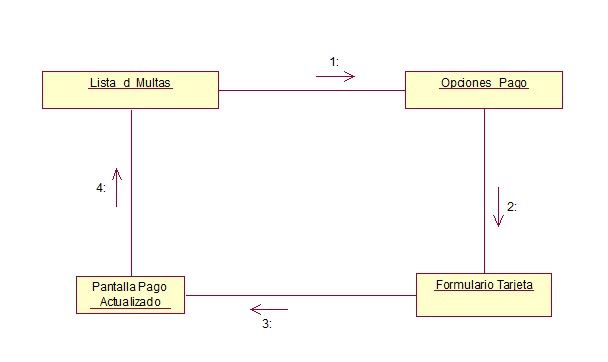 1:
Lista d Multas
Opciones Pago
4:
2:
Pantalla Pago
Actualizado
Formulario Tarjeta
3: